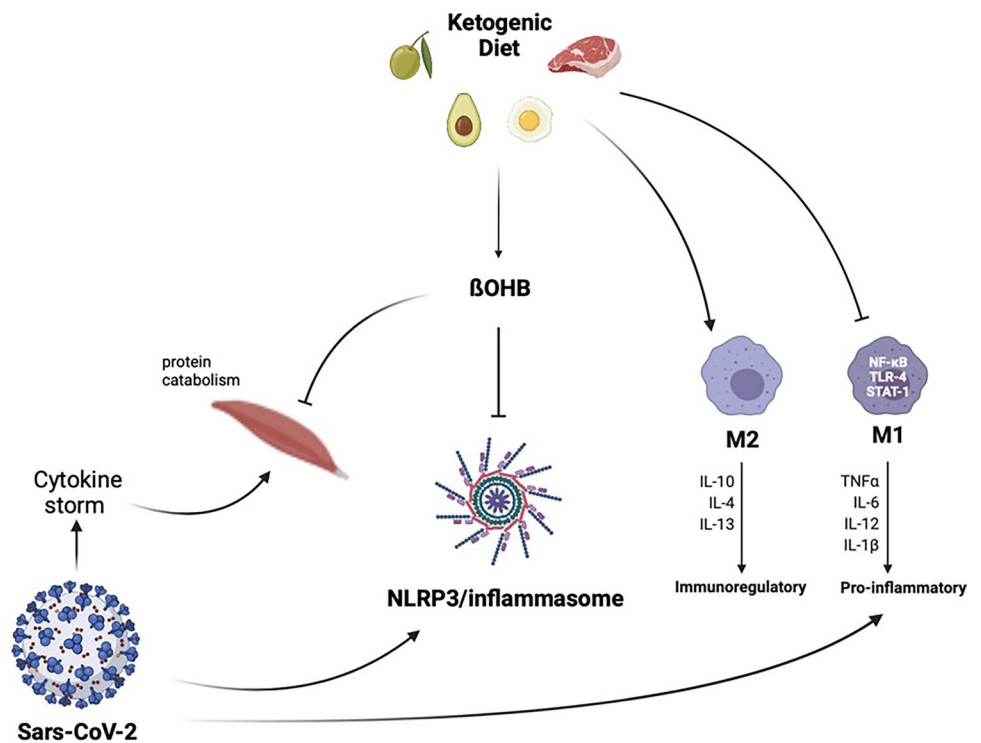 Ketogenic
Diet
ßOHB
protein
catabolism
NF-κB
TLR-4
STAT-1
M2
M1
Cytokine
storm
IL-10
IL-4
IL-13
TNFα
IL-6
IL-12
IL-1β
Immunoregulatory
Pro-inflammatory
NLRP3/inflammasome
Sars-CoV-2